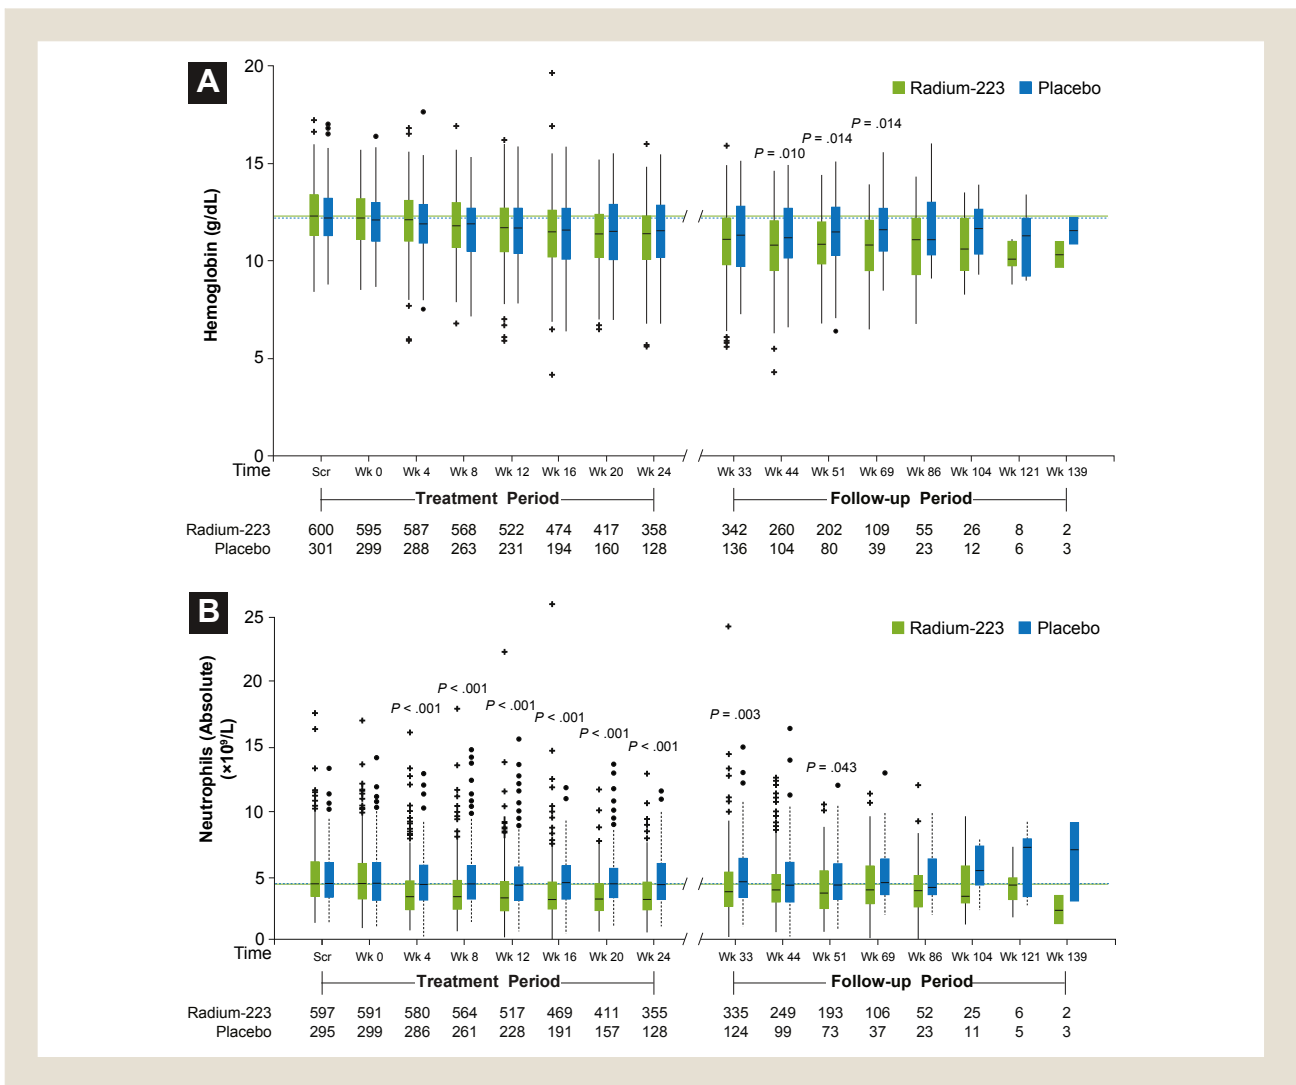 A
20
Radium-223 Placebo
P = .014
P = .014
P = .010
15
10
5
0
Hemoglobin (g/dL)
Time Scr Wk 0 Wk 4 Wk 8 Wk 12 Wk 16 Wk 20 Wk 24 Wk 33 Wk 44 Wk 51 Wk 69 Wk 86 Wk 104 Wk 121 Wk 139
Treatment Period Follow-up Period
Radium-223 600 595 587 568 522 474 417 358 342 260 202 109 55 26 8 2
Placebo 301 299 288 263 231 194 160 128 136 104 80 39 23 12 6 3
B
25
Radium-223 Placebo
20
P < .001
P < .001
P < .001
P < .001
P < .001
P < .001
P = .003
P = .043
15
10
5
0
Neutrophils (Absolute)
(×10⁹/L)
Time Scr Wk 0 Wk 4 Wk 8 Wk 12 Wk 16 Wk 20 Wk 24 Wk 33 Wk 44 Wk 51 Wk 69 Wk 86 Wk 104 Wk 121 Wk 139
Treatment Period Follow-up Period
Radium-223 597 591 580 564 517 469 411 355 335 249 193 106 52 25 6 2
Placebo 295 299 286 261 228 191 157 128 124 99 73 37 23 11 5 3